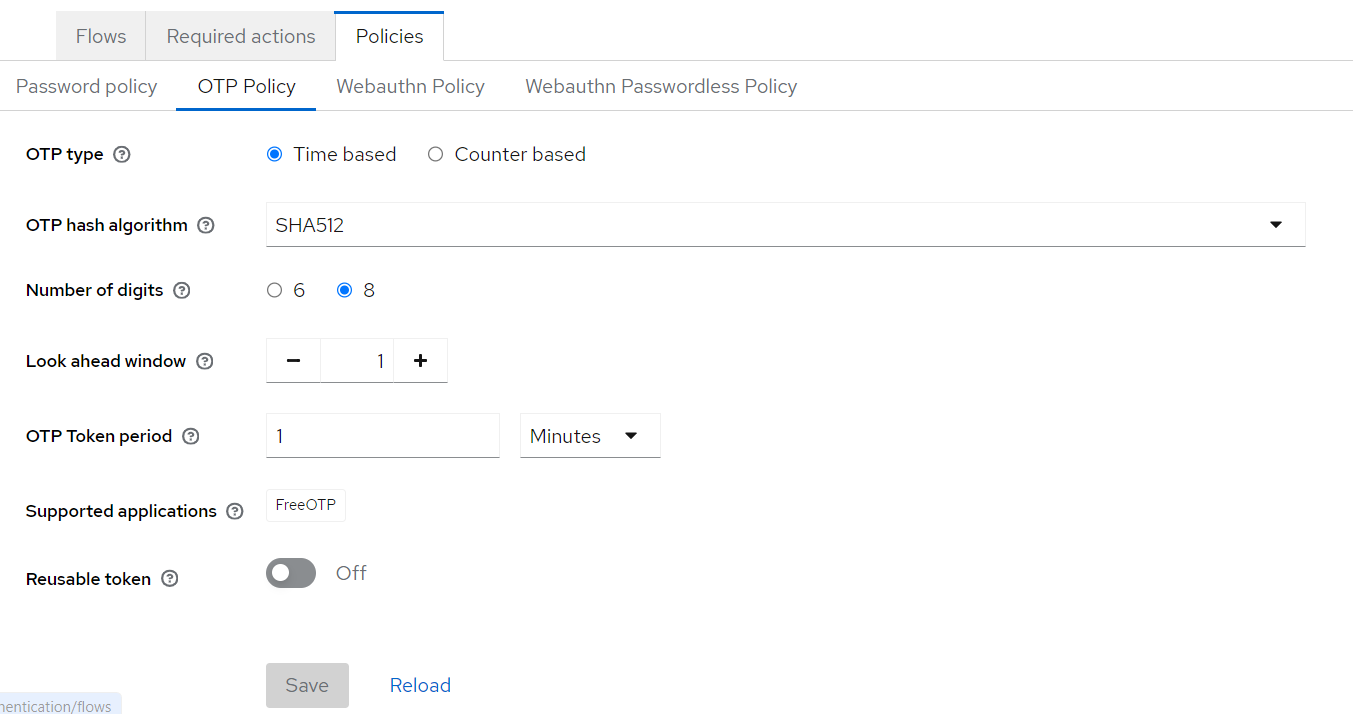 Flows Required actions Policies
Password policy OTP Policy Webauthn Policy Webauthn Passwordless Policy
OTP type ? Time based Counter based
OTP hash algorithm ? SHA512
Number of digits ? 6 8
Look ahead window ? − 1 +
OTP Token period ? 1 Minutes
Supported applications ? FreeOTP
Reusable token ? Off
Save Reload
hentication/flows